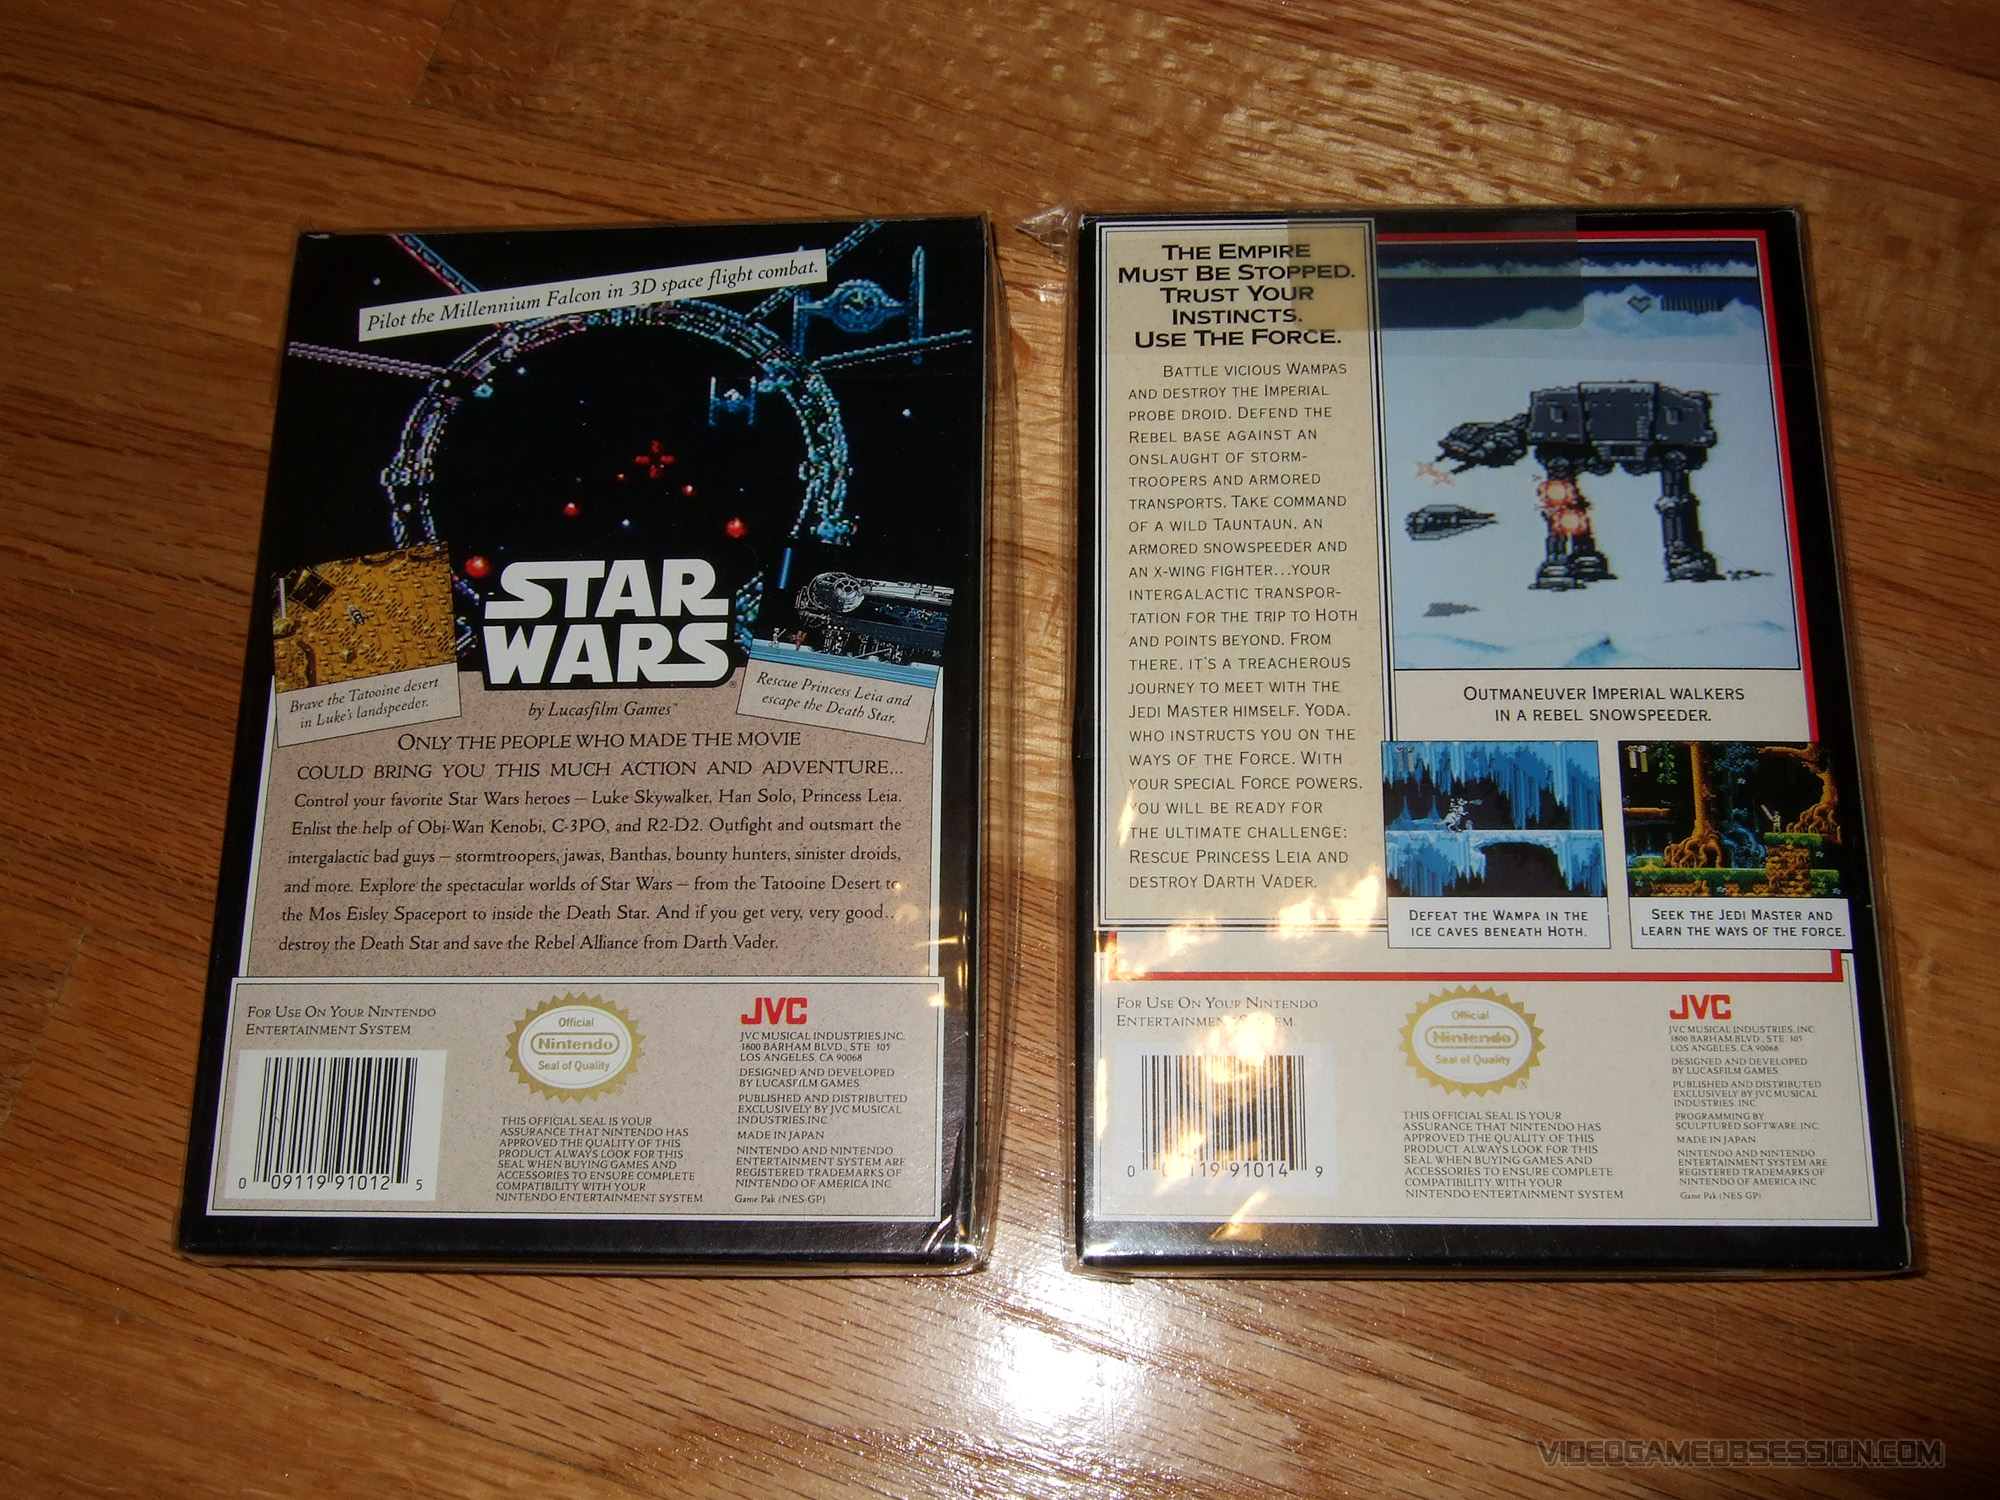 Pilot the Millennium Falcon in 3D space flight combat.
STAR
WARS
®
by Lucasfilm Games™
Brave the Tatooine desert
in Luke's landspeeder.
Rescue Princess Leia and
escape the Death Star.
ONLY THE PEOPLE WHO MADE THE MOVIE
COULD BRING YOU THIS MUCH ACTION AND ADVENTURE...
Control your favorite Star Wars heroes – Luke Skywalker, Han Solo, Princess Leia.
Enlist the help of Obi-Wan Kenobi, C-3PO, and R2-D2. Outfight and outsmart the
intergalactic bad guys – stormtroopers, jawas, Banthas, bounty hunters, sinister droids,
and more. Explore the spectacular worlds of Star Wars – from the Tatooine Desert to
the Mos Eisley Spaceport to inside the Death Star. And if you get very, very good...
destroy the Death Star and save the Rebel Alliance from Darth Vader.
FOR USE ON YOUR NINTENDO
ENTERTAINMENT SYSTEM
0 09119 91012 5
Official
Nintendo
Seal of Quality
THIS OFFICIAL SEAL IS YOUR
ASSURANCE THAT NINTENDO HAS
APPROVED THE QUALITY OF THIS
PRODUCT. ALWAYS LOOK FOR THIS
SEAL WHEN BUYING GAMES AND
ACCESSORIES TO ENSURE COMPLETE
COMPATIBILITY WITH YOUR
NINTENDO ENTERTAINMENT SYSTEM
JVC
JVC MUSICAL INDUSTRIES, INC.
3800 BARHAM BLVD., STE. 305
LOS ANGELES, CA 90068
DESIGNED AND DEVELOPED
BY LUCASFILM GAMES.
PUBLISHED AND DISTRIBUTED
EXCLUSIVELY BY JVC MUSICAL
INDUSTRIES, INC.
MADE IN JAPAN
NINTENDO AND NINTENDO
ENTERTAINMENT SYSTEM ARE
REGISTERED TRADEMARKS OF
NINTENDO OF AMERICA INC.
Game Pak (NES-GP)
THE EMPIRE
MUST BE STOPPED.
TRUST YOUR
INSTINCTS.
USE THE FORCE.
BATTLE VICIOUS WAMPAS
AND DESTROY THE IMPERIAL
PROBE DROID. DEFEND THE
REBEL BASE AGAINST AN
ONSLAUGHT OF STORM-
TROOPERS AND ARMORED
TRANSPORTS. TAKE COMMAND
OF A WILD TAUNTAUN, AN
ARMORED SNOWSPEEDER AND
AN X-WING FIGHTER...YOUR
INTERGALACTIC TRANSPOR-
TATION FOR THE TRIP TO HOTH
AND POINTS BEYOND. FROM
THERE, IT'S A TREACHEROUS
JOURNEY TO MEET WITH THE
JEDI MASTER HIMSELF, YODA,
WHO INSTRUCTS YOU ON THE
WAYS OF THE FORCE. WITH
YOUR SPECIAL FORCE POWERS,
YOU WILL BE READY FOR
THE ULTIMATE CHALLENGE:
RESCUE PRINCESS LEIA AND
DESTROY DARTH VADER.
OUTMANEUVER IMPERIAL WALKERS
IN A REBEL SNOWSPEEDER.
DEFEAT THE WAMPA IN THE
ICE CAVES BENEATH HOTH.
SEEK THE JEDI MASTER AND
LEARN THE WAYS OF THE FORCE.
FOR USE ON YOUR NINTENDO
ENTERTAINMENT SYSTEM
0 09119 91014 9
Official
Nintendo
Seal of Quality
®
THIS OFFICIAL SEAL IS YOUR
ASSURANCE THAT NINTENDO HAS
APPROVED THE QUALITY OF THIS
PRODUCT. ALWAYS LOOK FOR THIS
SEAL WHEN BUYING GAMES AND
ACCESSORIES TO ENSURE COMPLETE
COMPATIBILITY WITH YOUR
NINTENDO ENTERTAINMENT SYSTEM
JVC
JVC MUSICAL INDUSTRIES, INC.
3800 BARHAM BLVD., STE. 305
LOS ANGELES, CA 90068
DESIGNED AND DEVELOPED
BY LUCASFILM GAMES.
PUBLISHED AND DISTRIBUTED
EXCLUSIVELY BY JVC MUSICAL
INDUSTRIES, INC.
PROGRAMMING BY
SCULPTURED SOFTWARE, INC.
MADE IN JAPAN
NINTENDO AND NINTENDO
ENTERTAINMENT SYSTEM ARE
REGISTERED TRADEMARKS OF
NINTENDO OF AMERICA INC.
Game Pak (NES-GP)
VIDEOGAMEOBSESSION.COM